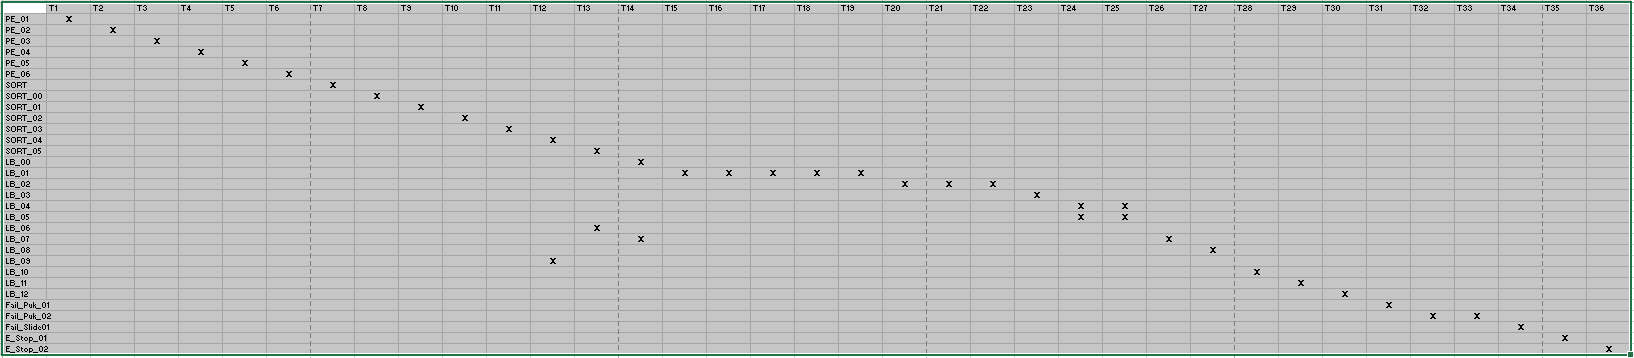 T1 T2 T3 T4 T5 T6 T7 T8 T9 T10 T11 T12 T13 T14 T15 T16 T17 T18 T19 T20 T21 T22 T23 T24 T25 T26 T27 T28 T29 T30 T31 T32 T33 T34 T35 T36
PE_01 x
PE_02 x
PE_03 x
PE_04 x
PE_05 x
PE_06 x
SORT x
SORT_00 x
SORT_01 x
SORT_02 x
SORT_03 x
SORT_04 x
SORT_05 x
LB_00 x
LB_01 x x x x x
LB_02 x x x
LB_03 x
LB_04 x x
LB_05 x x
LB_06 x
LB_07 x x
LB_08 x
LB_09 x
LB_10 x
LB_11 x
LB_12 x
Fail_Puk_01 x
Fail_Puk_02 x x
Fail_Slide01 x
E_Stop_01 x
E_Stop_02 x